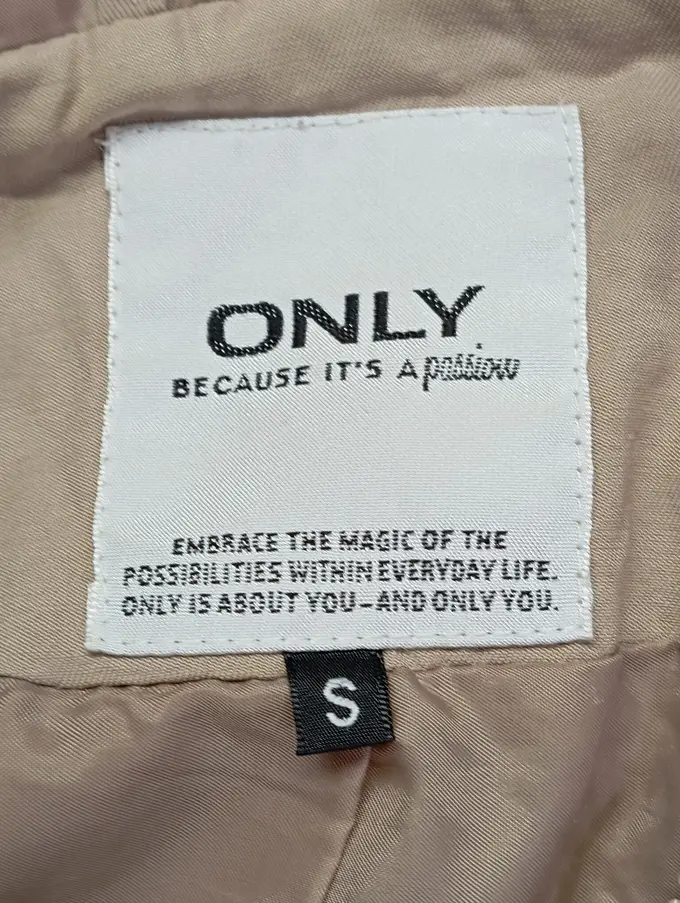 ONLY
BECAUSE IT'S A passion
EMBRACE THE MAGIC OF THE
POSSIBILITIES WITHIN EVERYDAY LIFE.
ONLY IS ABOUT YOU–AND ONLY YOU.
S